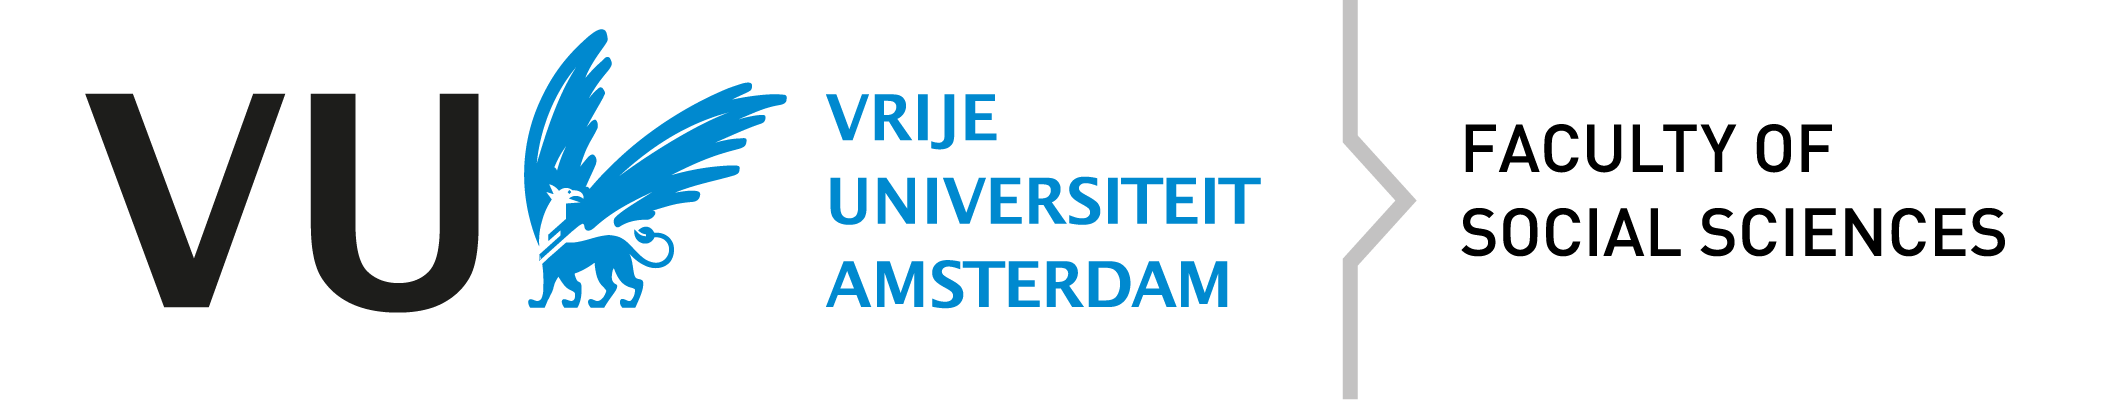 VU
VRIJE
UNIVERSITEIT
AMSTERDAM
FACULTY OF
SOCIAL SCIENCES